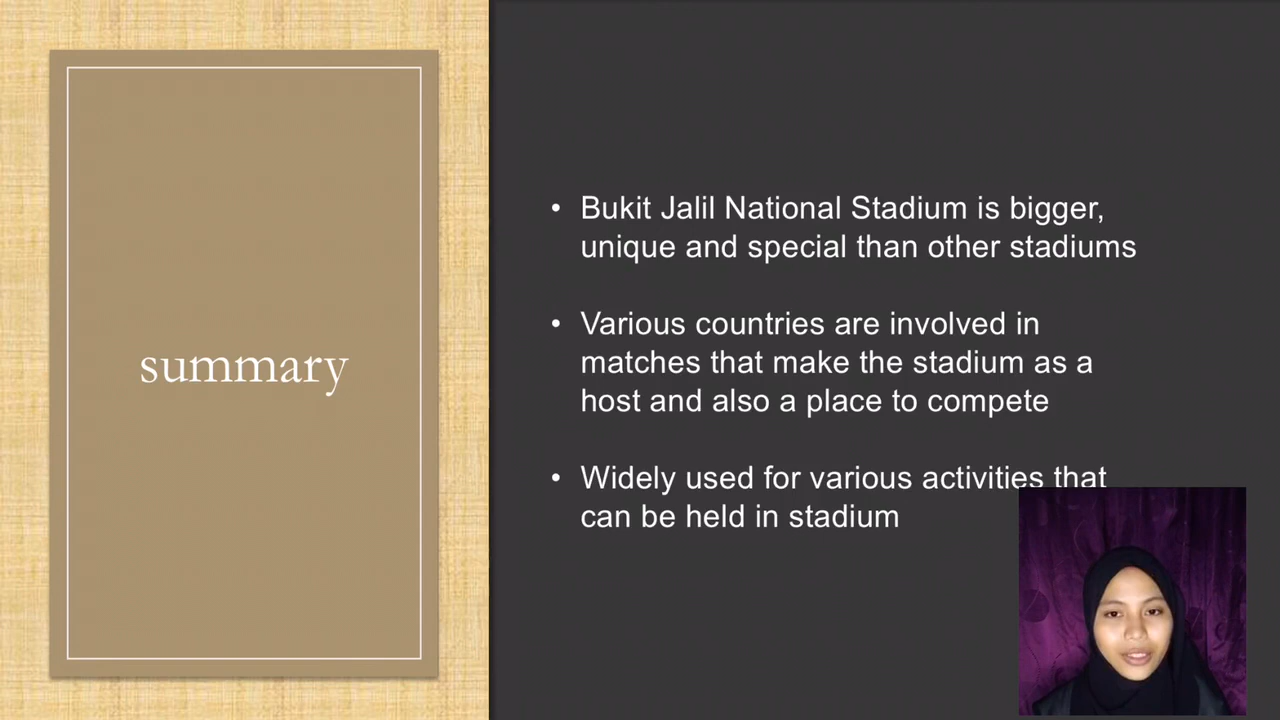 summary
• Bukit Jalil National Stadium is bigger,
unique and special than other stadiums
• Various countries are involved in
matches that make the stadium as a
host and also a place to compete
• Widely used for various activities that
can be held in stadium